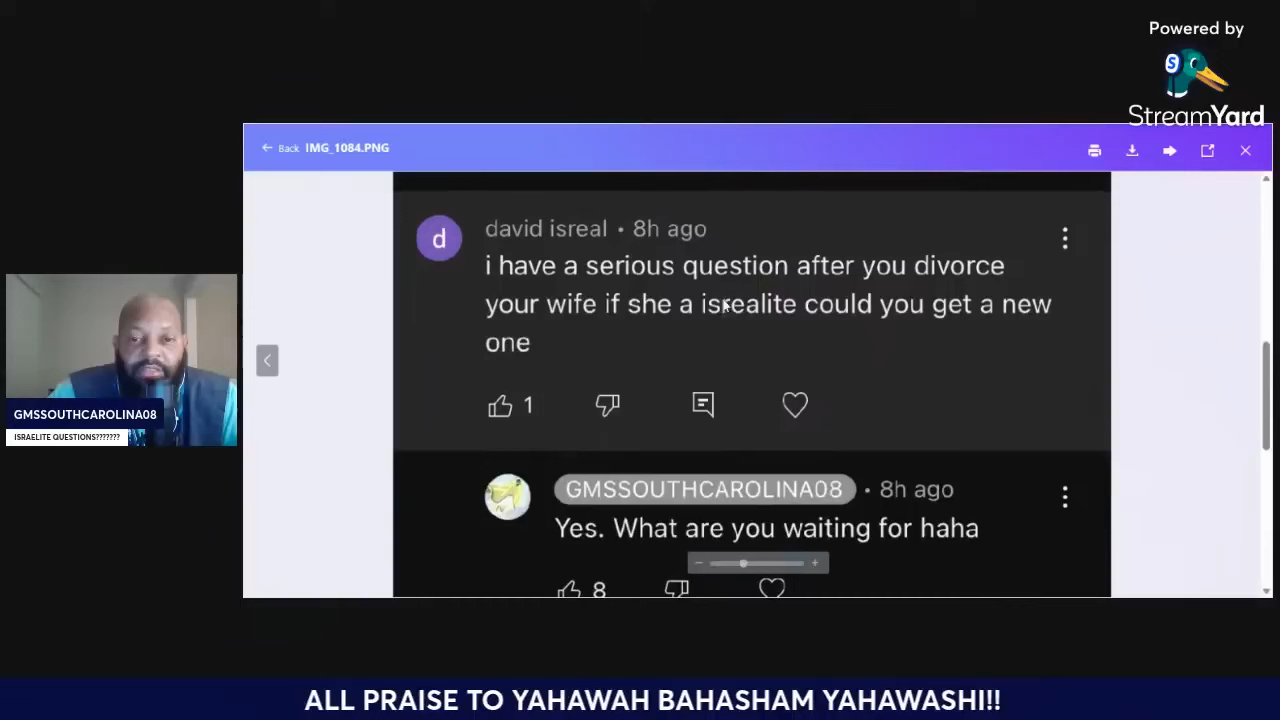 Powered by
S
StreamYard
Back IMG_1084.PNG
d
david isreal • 8h ago
i have a serious question after you divorce
your wife if she a isrealite could you get a new
one
1
GMSSOUTHCAROLINA08 • 8h ago
Yes. What are you waiting for haha
8
GMSSOUTHCAROLINA08
ISRAELITE QUESTIONS???????
ALL PRAISE TO YAHAWAH BAHASHAM YAHAWASHI!!